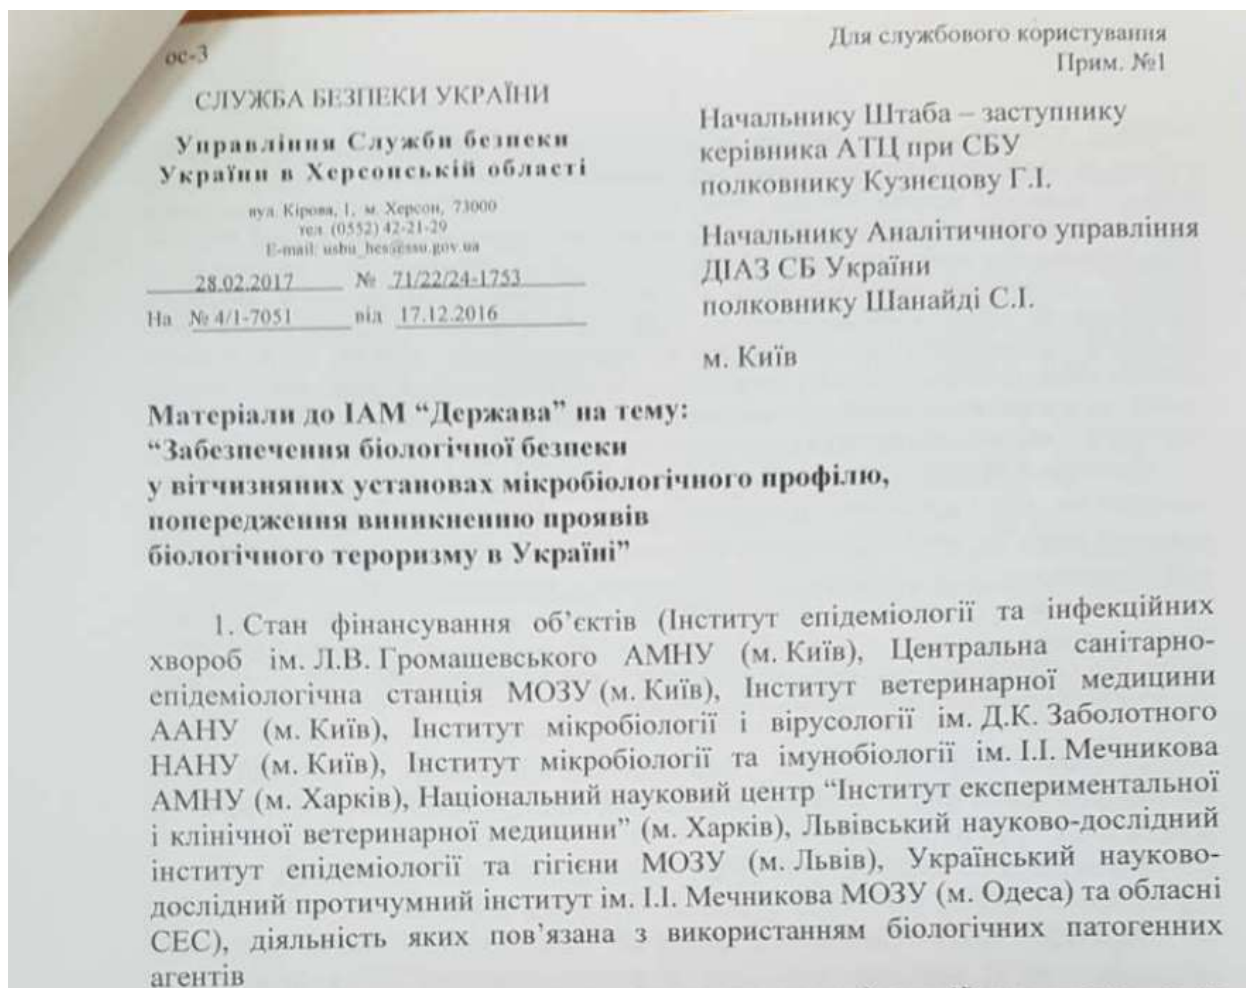 ос-3
Для службового користування
Прим. №1
СЛУЖБА БЕЗПЕКИ УКРАЇНИ
Управління Служби безпеки
України в Херсонській області
вул. Кірова, 1, м. Херсон, 73000
тел. (0552) 42-21-29
E-mail: usbu_hes@ssu.gov.ua
28.02.2017 № 71/22/24-1753
На № 4/1-7051 від 17.12.2016
Начальнику Штаба – заступнику
керівника АТЦ при СБУ
полковнику Кузнєцову Г.І.
Начальнику Аналітичного управління
ДІАЗ СБ України
полковнику Шанайді С.І.
м. Київ
Матеріали до ІАМ “Держава” на тему:
“Забезпечення біологічної безпеки
у вітчизняних установах мікробіологічного профілю,
попередження виникненню проявів
біологічного тероризму в Україні”
1. Стан фінансування об’єктів (Інститут епідеміології та інфекційних
хвороб ім. Л.В. Громашевського АМНУ (м. Київ), Центральна санітарно-
епідеміологічна станція МОЗУ (м. Київ), Інститут ветеринарної медицини
ААНУ (м. Київ), Інститут мікробіології і вірусології ім. Д.К. Заболотного
НАНУ (м. Київ), Інститут мікробіології та імунобіології ім. І.І. Мечникова
АМНУ (м. Харків), Національний науковий центр “Інститут експериментальної
і клінічної ветеринарної медицини” (м. Харків), Львівський науково-дослідний
інститут епідеміології та гігієни МОЗУ (м. Львів), Український науково-
дослідний протичумний інститут ім. І.І. Мечникова МОЗУ (м. Одеса) та обласні
СЕС), діяльність яких пов’язана з використанням біологічних патогенних
агентів